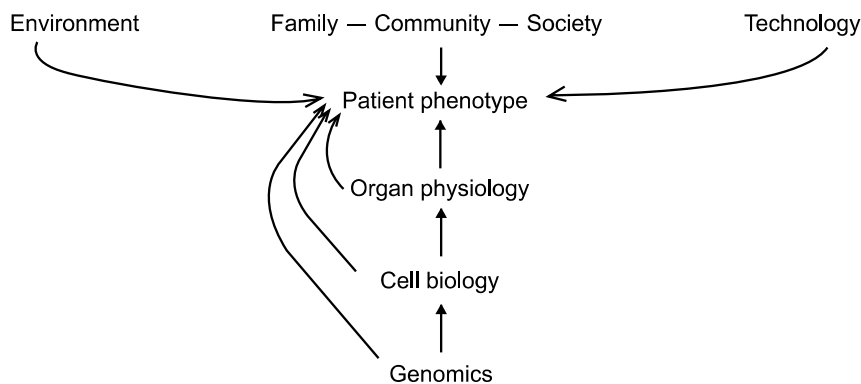 Environment
Family — Community — Society
Technology
Patient phenotype
Organ physiology
Cell biology
Genomics